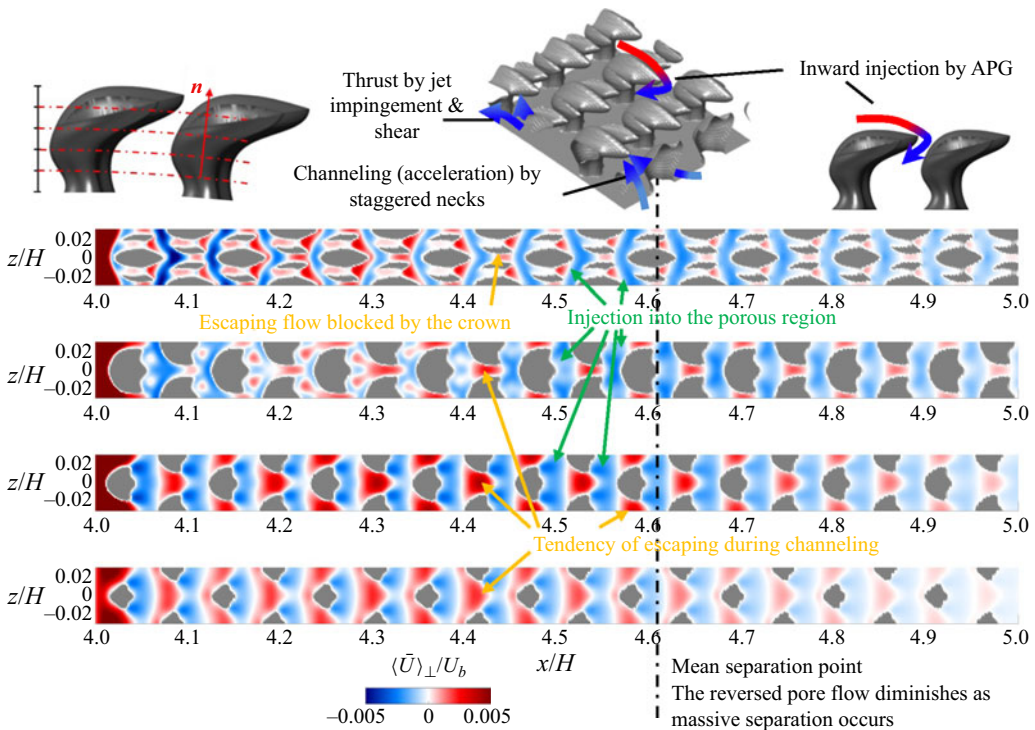 n
Thrust by jet
impingement &
shear
Channeling (acceleration) by
staggered necks
Inward injection by APG
z/H
0.02
0
−0.02
4.0 4.1 4.2 4.3 4.4 4.5 4.6 4.7 4.8 4.9 5.0
Escaping flow blocked by the crown
Injection into the porous region
z/H
0.02
0
−0.02
4.0 4.1 4.2 4.3 4.4 4.5 4.6 4.7 4.8 4.9 5.0
z/H
0.02
0
−0.02
4.0 4.1 4.2 4.3 4.4 4.5 4.6 4.7 4.8 4.9 5.0
Tendency of escaping during channeling
z/H
0.02
0
−0.02
4.0 4.1 4.2 4.3 4.4 4.5 4.6 4.7 4.8 4.9 5.0
⟨Ū⟩⊥/U_b
x/H
−0.005 0 0.005
Mean separation point
The reversed pore flow diminishes as
massive separation occurs